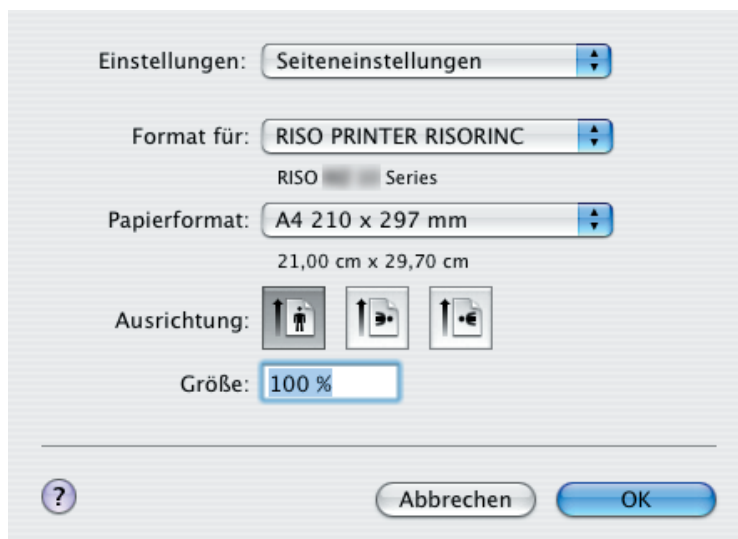 Einstellungen: Seiteneinstellungen
Format für: RISO PRINTER RISORINC
RISO Series
Papierformat: A4 210 x 297 mm
21,00 cm x 29,70 cm
Ausrichtung:
Größe: 100 %
? Abbrechen OK